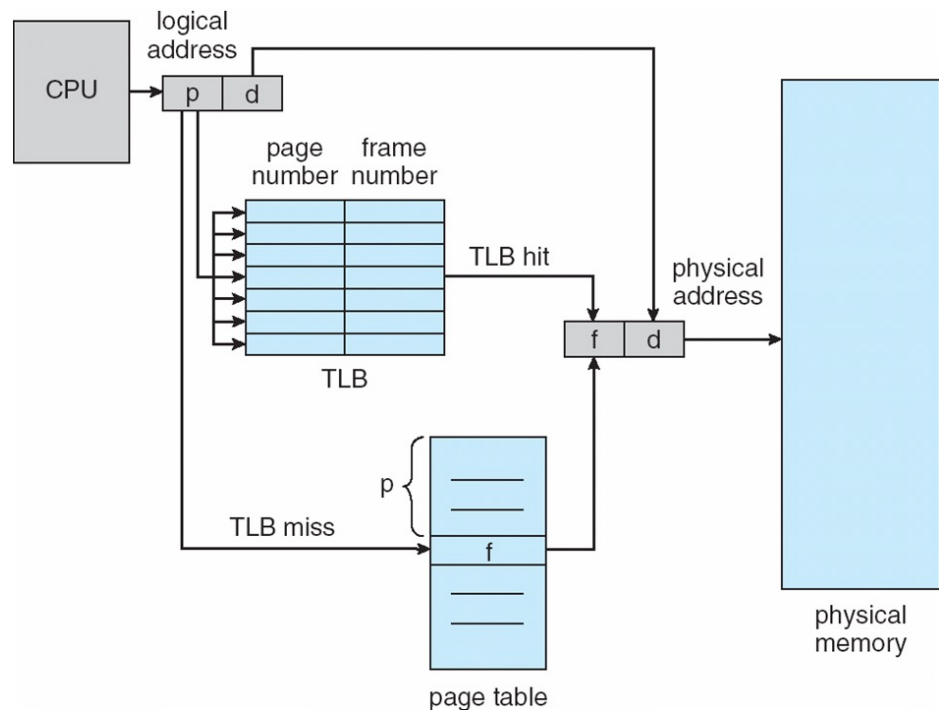 logical
address
CPU
p d
page frame
number number
TLB hit
physical
address
f d
TLB
p
TLB miss
f
physical
memory
page table